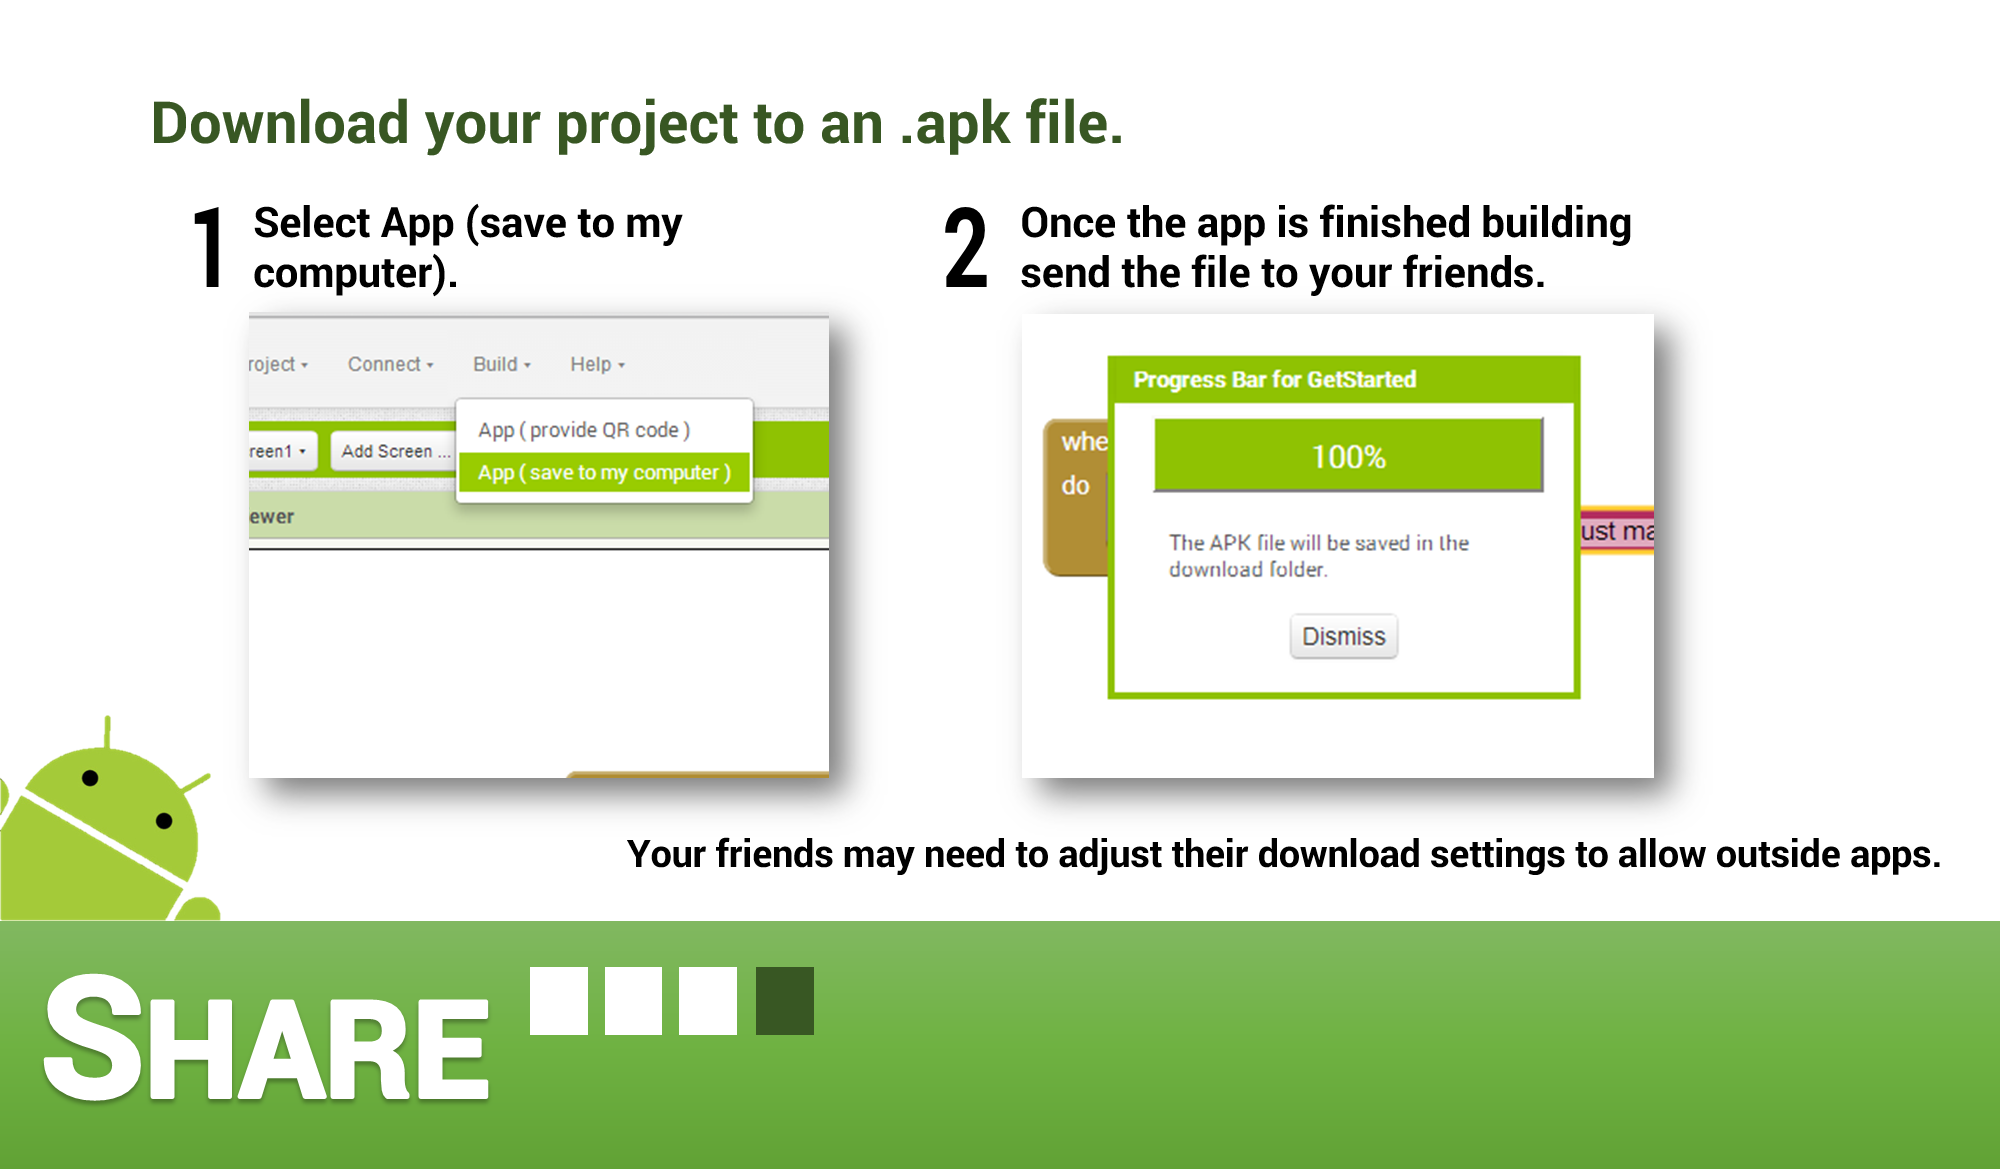 Download your project to an .apk file.
1
Select App (save to my
computer).
roject
Connect
Build
Help
reen1
Add Screen ...
App ( provide QR code )
App ( save to my computer )
ewer
2
Once the app is finished building
send the file to your friends.
Progress Bar for GetStarted
100%
whe
do
ust ma
The APK file will be saved in the
download folder.
Dismiss
Your friends may need to adjust their download settings to allow outside apps.
SHARE